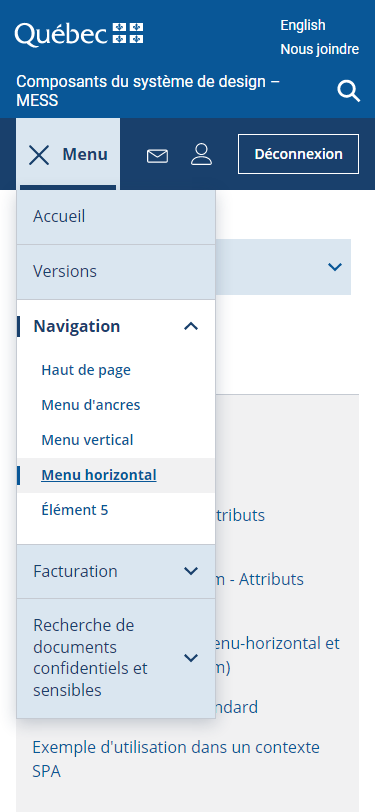 Québec
English
Nous joindre
Composants du système de design –
MESS
Menu
Déconnexion
Accueil
Versions
Navigation
Haut de page
Menu d'ancres
Menu vertical
Menu horizontal
Élément 5
tributs
Facturation
- Attributs
Recherche de
documents
confidentiels et
sensibles
enu-horizontal et
ndard
Exemple d'utilisation dans un contexte
SPA